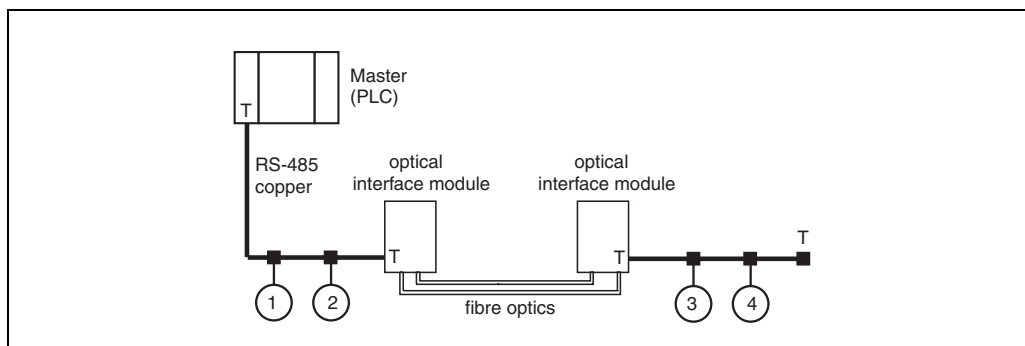 Master
(PLC)
T
RS-485
copper
optical
interface module
optical
interface module
T
T
T
1
2
3
4
fibre optics